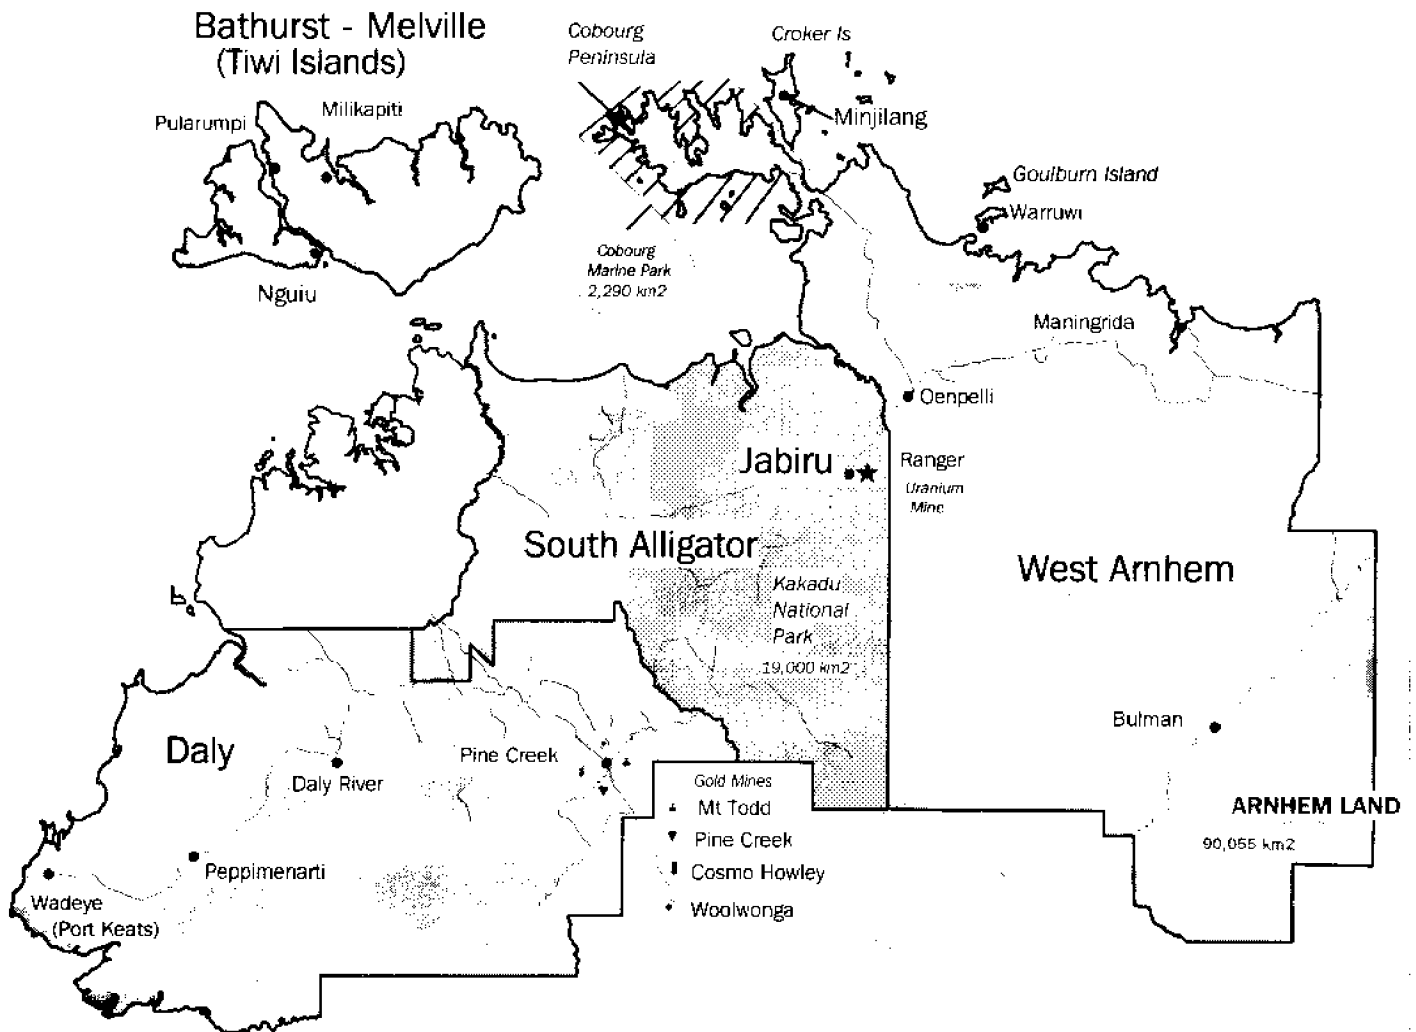 Bathurst - Melville
(Tiwi Islands)
Cobourg
Peninsula
Croker Is
Milikapiti
Pularumpi
Minjilang
Goulburn Island
Warruwi
Cobourg
Marine Park
2,290 km2
Nguiu
Maningrida
Oenpelli
Jabiru
Ranger
Uranium
Mine
South Alligator
West Arnhem
Kakadu
National
Park
19,000 km2
Bulman
Daly
Pine Creek
Daly River
Gold Mines
Mt Todd
Pine Creek
Cosmo Howley
Woolwonga
ARNHEM LAND
90,055 km2
Peppimenarti
Wadeye
(Port Keats)